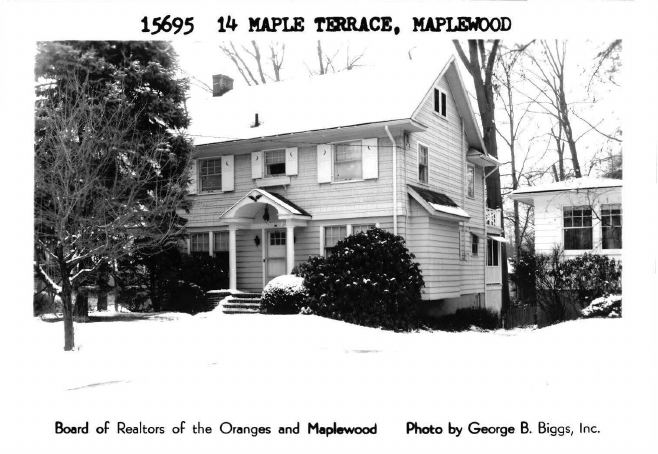 15695 14 MAPLE TERRACE, MAPLEWOOD
Board of Realtors of the Oranges and Maplewood Photo by George B. Biggs, Inc.